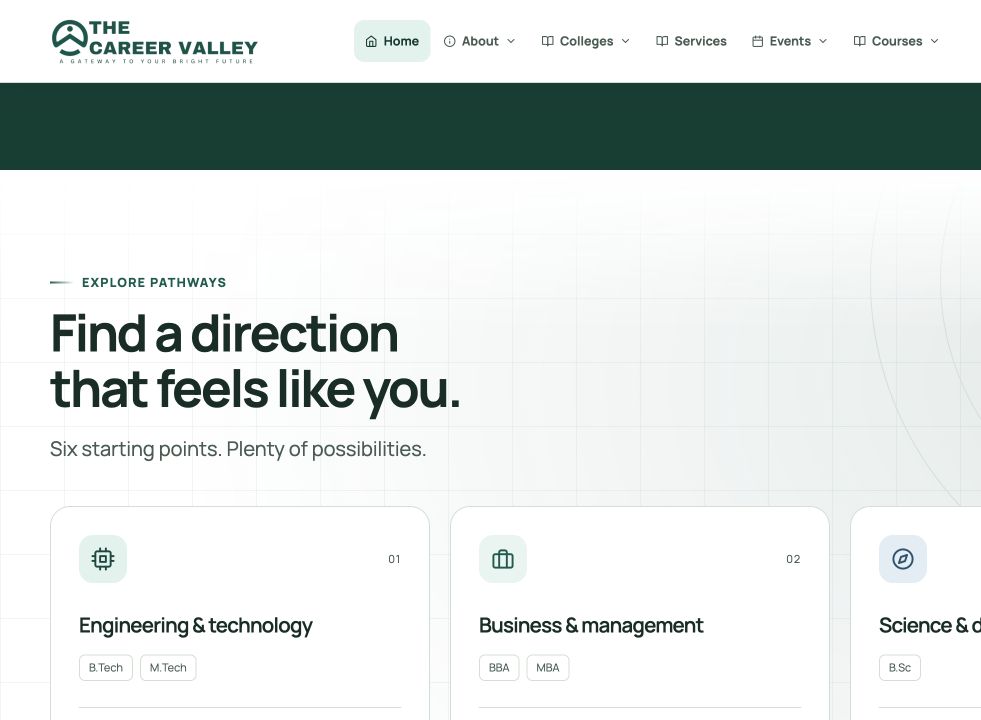 THE
CAREER VALLEY
A GATEWAY TO YOUR BRIGHT FUTURE
Home
About
Colleges
Services
Events
Courses
EXPLORE PATHWAYS
Find a direction
that feels like you.
Six starting points. Plenty of possibilities.
01
Engineering & technology
B.Tech
M.Tech
02
Business & management
BBA
MBA
Science & d
B.Sc